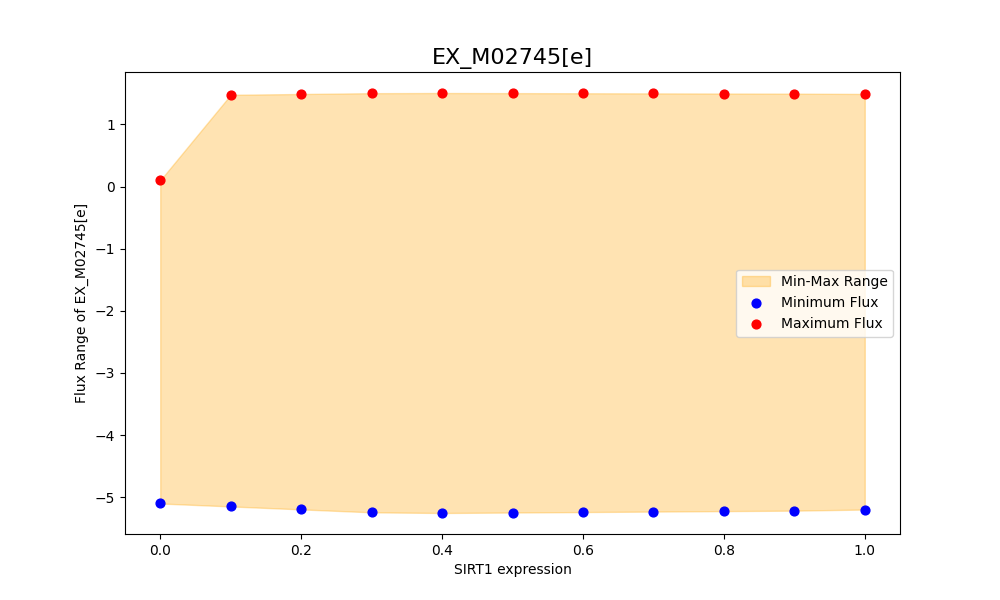 EX_M02745[e]
Flux Range of EX_M02745[e]
1
0
−1
−2
−3
−4
−5
Min-Max Range
Minimum Flux
Maximum Flux
0.0 0.2 0.4 0.6 0.8 1.0
SIRT1 expression